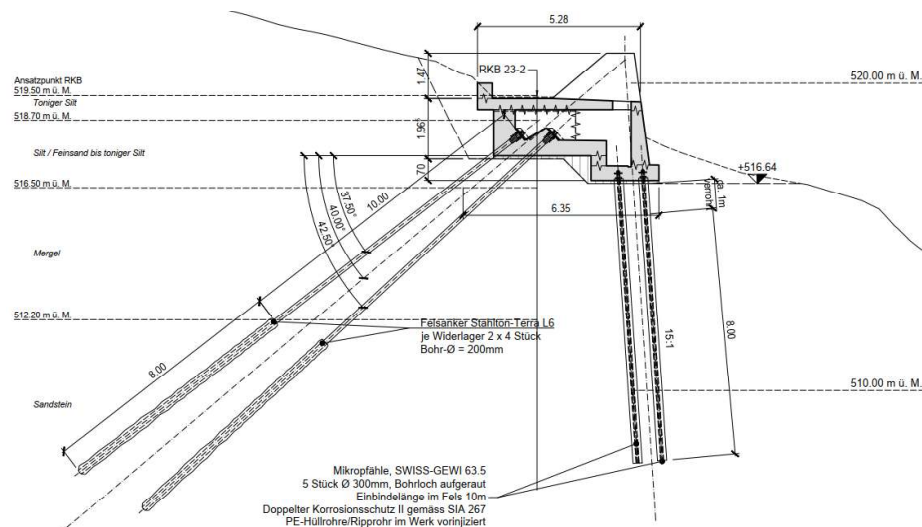 5.28
Ansatzpunkt RKB
519.50 m ü. M.
Toniger Silt
518.70 m ü. M.
Silt / Feinsand bis toniger Silt
516.50 m ü. M.
Mergel
512.20 m ü. M.
Sandstein
1.47
1.96⁵
70
RKB 23-2
520.00 m ü. M.
+516.64
ca. 1m
verrohrt
37.50°
40.00°
42.50°
10.00
8.00
6.35
Felsanker Stahlton-Terra L6
je Widerlager 2 x 4 Stück
Bohr-Ø = 200mm
15:1
8.00
510.00 m ü. M.
Mikropfähle, SWISS-GEWI 63.5
5 Stück Ø 300mm, Bohrloch aufgeraut
Einbindelänge im Fels 10m
Doppelter Korrosionsschutz II gemäss SIA 267
PE-Hüllrohre/Ripprohr im Werk vorinjiziert